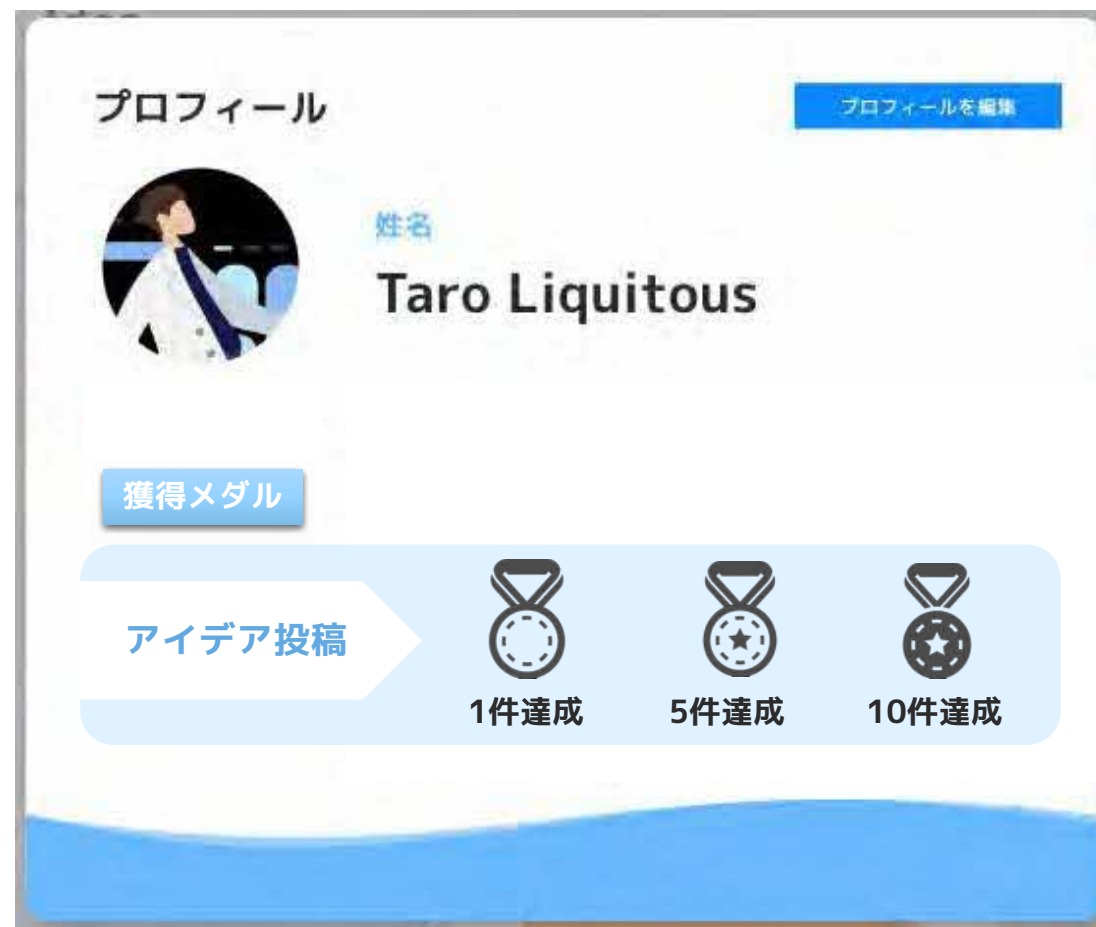 プロフィール
プロフィールを編集
姓名
Taro Liquitous
獲得メダル
アイデア投稿
1件達成
5件達成
10件達成